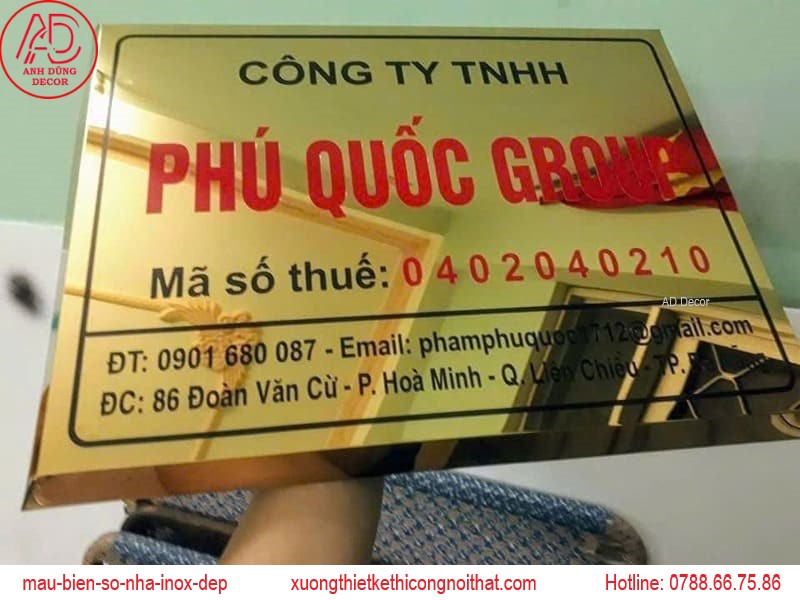 AD
ANH DŨNG
DECOR
CÔNG TY TNHH
PHÚ QUỐC GROUP
Mã số thuế: 0402040210
AD Decor
ĐT: 0901 680 087 - Email: phamphuquoc1712@gmail.com
ĐC: 86 Đoàn Văn Cừ - P. Hoà Minh - Q. Liên Chiểu - TP.
mau-bien-so-nha-inox-dep xuongthietkethicongnoithat.com Hotline: 0788.66.75.86